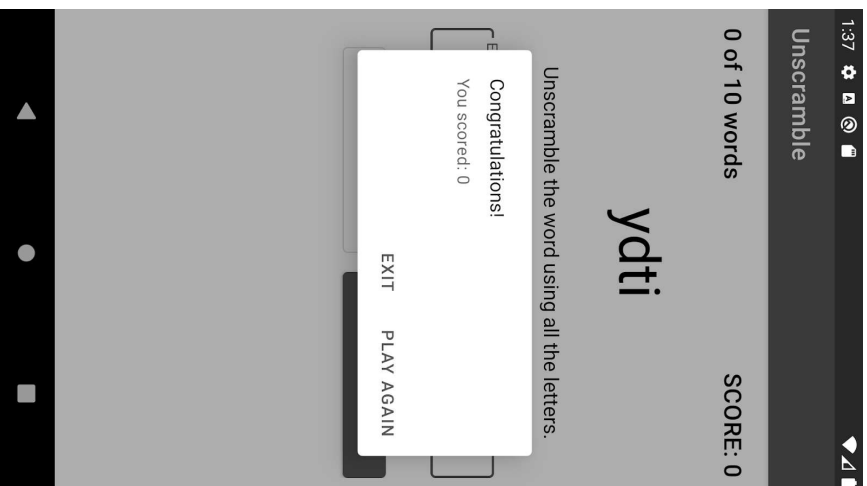 1:37
Unscramble
0 of 10 words SCORE: 0
ydti
Unscramble the word using all the letters.
Congratulations!
You scored: 0
EXIT PLAY AGAIN